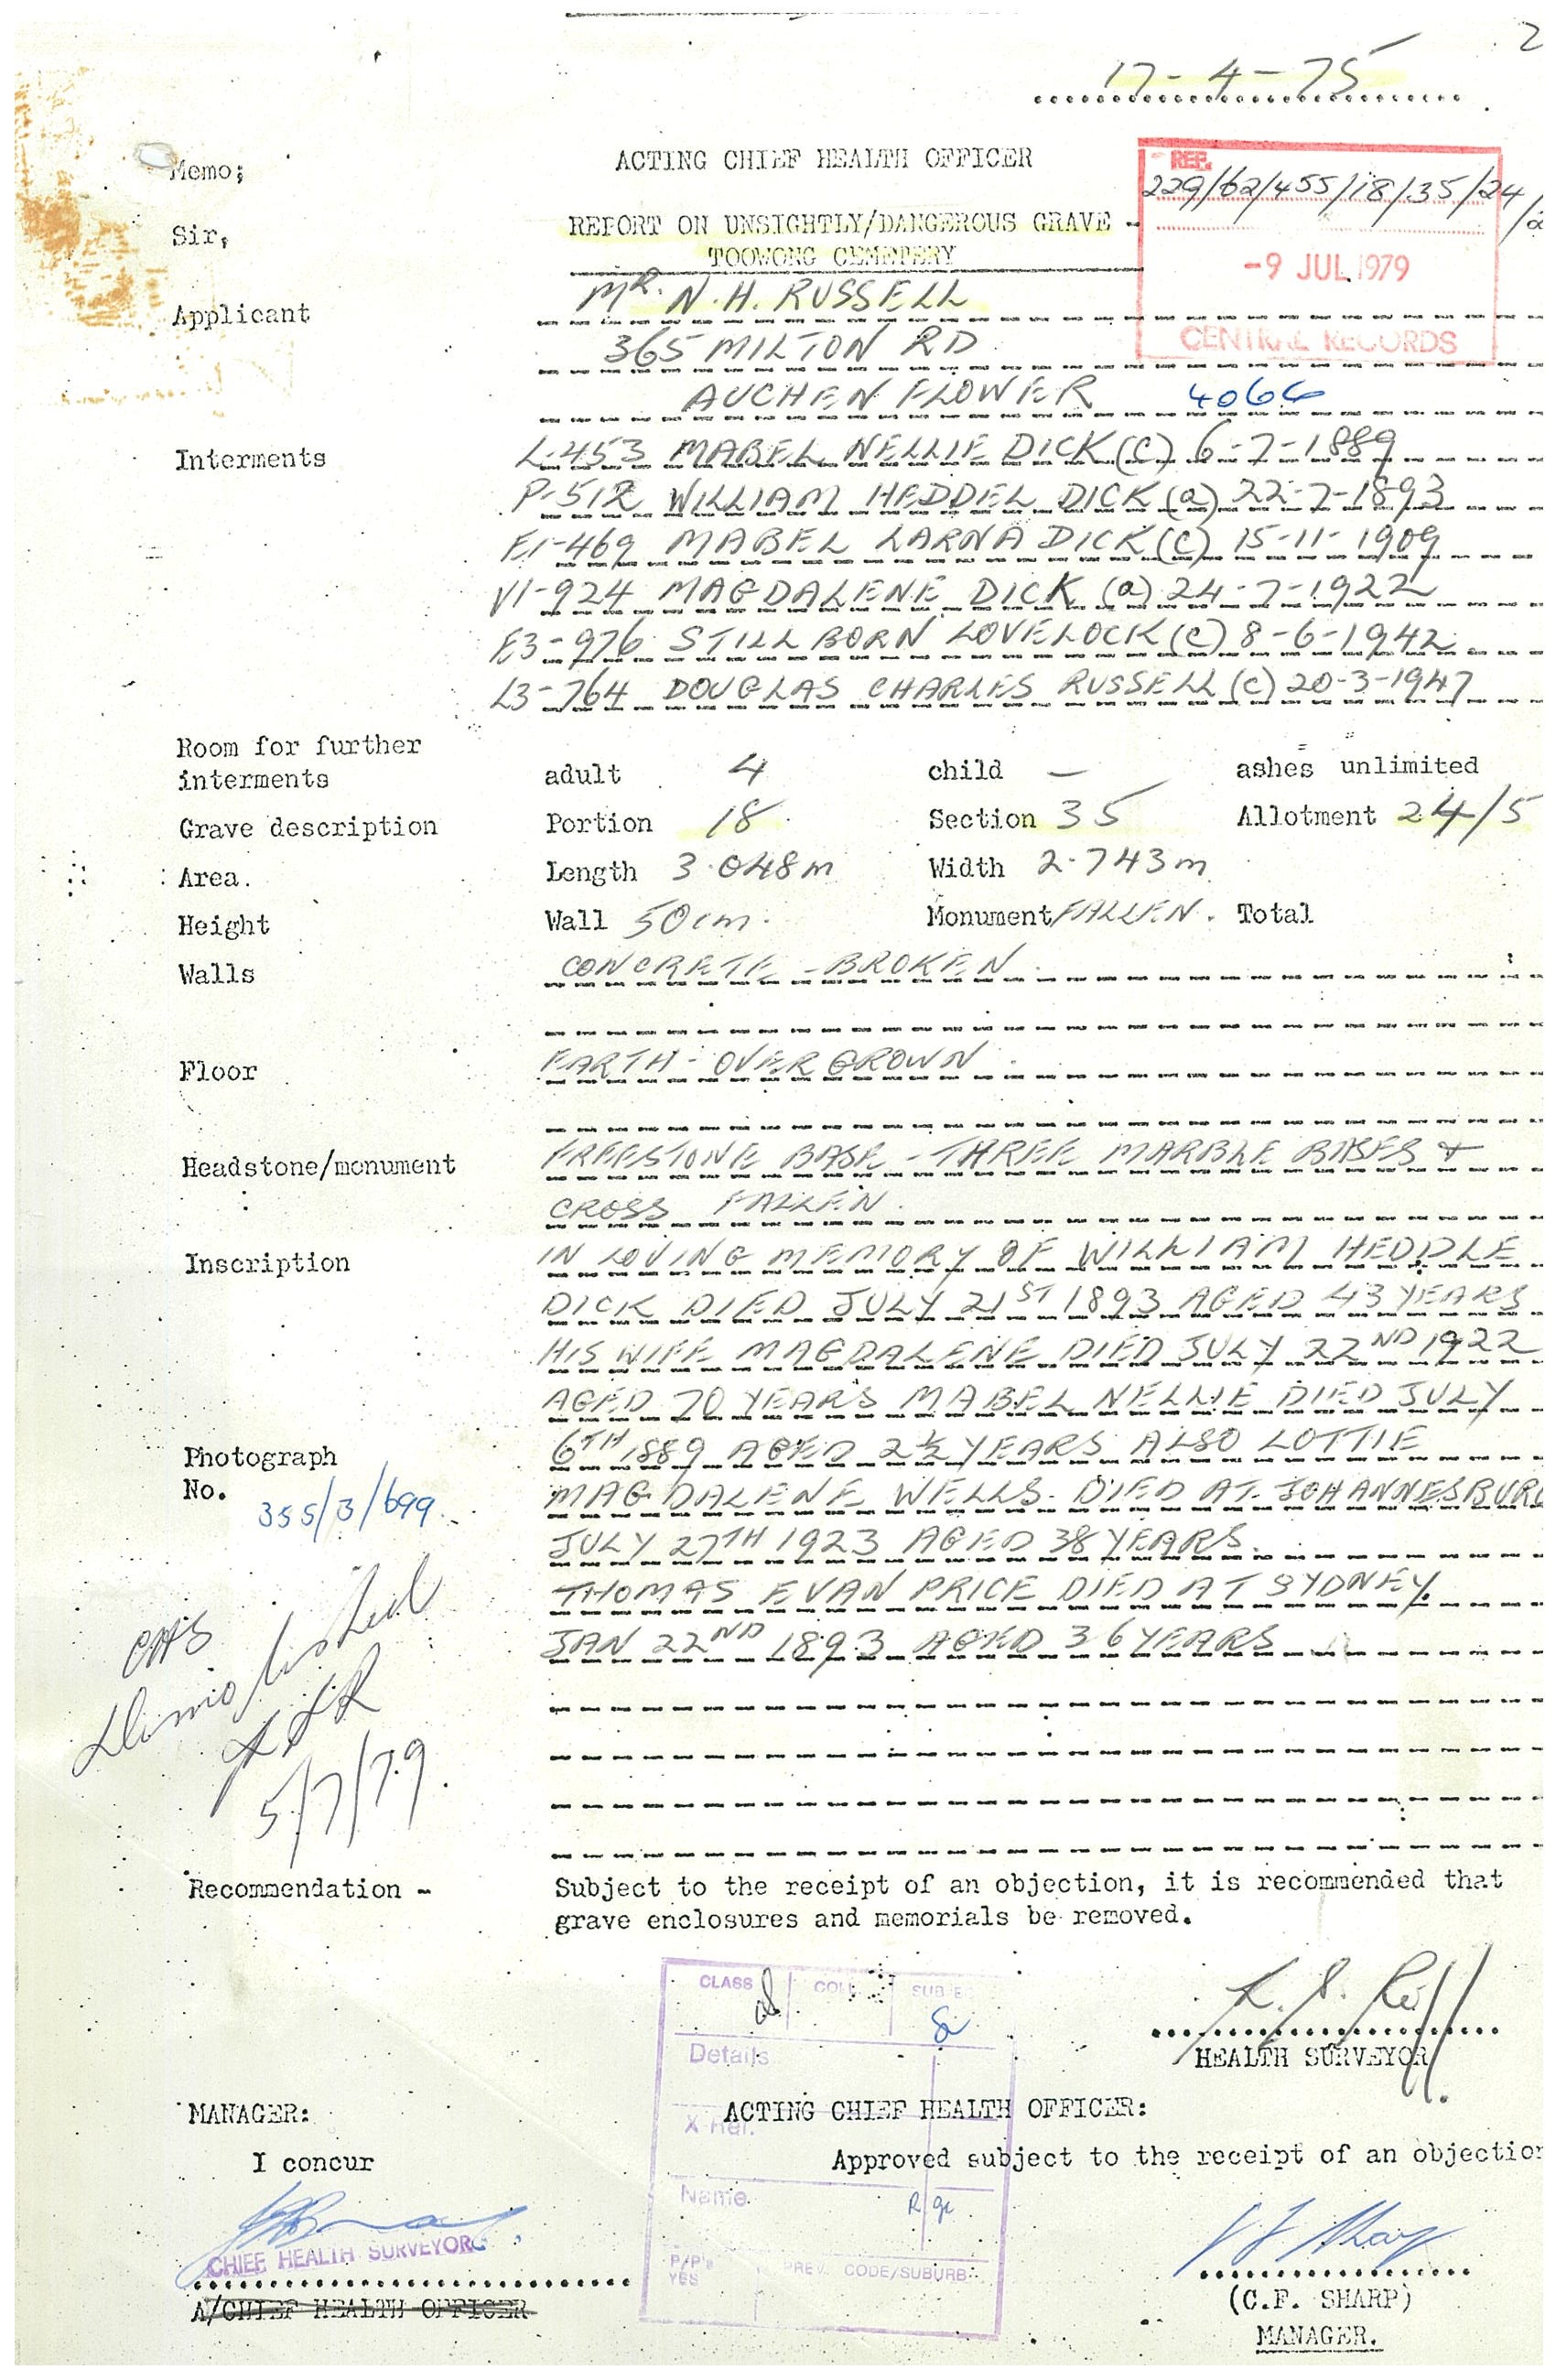 2
17-4-75
Memo;
ACTING CHIEF HEALTH OFFICER
REP.
229/62/455/18/35/24
Sir,
REPORT ON UNSIGHTLY/DANGEROUS GRAVE -
TOOWONG CEMETERY
-9 JUL 1979
CENTRAL RECORDS
Applicant
MR. N.H. RUSSELL
365 MILTON RD
AUCHENFLOWER 4066
Interments
L-453 MABEL NELLIE DICK (C) 6-7-1889
P-512 WILLIAM HEDDEL DICK (a) 22-7-1893
E1-469 MABEL LARNA DICK (C) 15-11-1909
V1-924 MAGDALENE DICK (a) 24-7-1922
E3-976 STILLBORN LOVELOCK (C) 8-6-1942
L3-764 DOUGLAS CHARLES RUSSELL (C) 20-3-1947
Room for further
interments adult 4 child — ashes unlimited
Grave description Portion 18 Section 35 Allotment 24/5
Area. Length 3.048m Width 2.743m
Height Wall 50cm. Monument FALLEN. Total
Walls CONCRETE - BROKEN
Floor EARTH - OVERGROWN
Headstone/monument FREESTONE BASE - THREE MARBLE BASES &
CROSS FALLEN.
Inscription IN LOVING MEMORY OF WILLIAM HEDDLE
DICK DIED JULY 21ST 1893 AGED 43 YEARS
HIS WIFE MAGDALENE DIED JULY 22ND 1922
AGED 70 YEARS MABEL NELLIE DIED JULY
6TH 1889 AGED 2½ YEARS ALSO LOTTIE
MAGDALENE WELLS. DIED AT JOHANNESBURG
JULY 27TH 1923 AGED 38 YEARS.
THOMAS EVAN PRICE DIED AT SYDNEY.
JAN 22ND 1893 AGED 36 YEARS
Photograph
No. 355/3/699
5/7/79.
Recommendation - Subject to the receipt of an objection, it is recommended that
grave enclosures and memorials be removed.
CLASS COLL SUBJEC
Details
X Ref.
Name
P/P's YES PREV. CODE/SUBURB
HEALTH SURVEYOR
MANAGER: ACTING CHIEF HEALTH OFFICER:
I concur Approved subject to the receipt of an objection
CHIEF HEALTH SURVEYOR
A/CHIEF HEALTH OFFICER
(C.F. SHARP)
MANAGER.